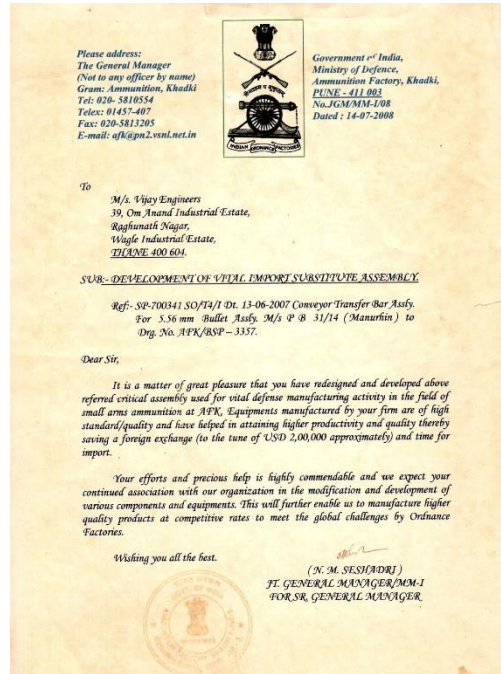 Please address:
The General Manager
(Not to any officer by name)
Gram: Ammunition, Khadki
Tel: 020- 5810554
Telex: 01457-407
Fax: 020-5813205
E-mail: afk@pn2.vsnl.net.in
INDIAN ORDNANCE FACTORIES
Government of India,
Ministry of Defence,
Ammunition Factory, Khadki,
PUNE - 411 003
No.JGM/MM-I/08
Dated : 14-07-2008
To
M/s. Vijay Engineers
39, Om Anand Industrial Estate,
Raghunath Nagar,
Wagle Industrial Estate,
THANE 400 604.
SUB:- DEVELOPMENT OF VITAL IMPORT SUBSTITUTE ASSEMBLY.
Ref:- SP-700341 SO/T4/I Dt. 13-06-2007 Conveyor Transfer Bar Assly.
For 5.56 mm Bullet Assly. M/s P B 31/14 (Manurhin) to
Drg. No. AFK/BSP – 3357.
Dear Sir,
It is a matter of great pleasure that you have redesigned and developed above
referred critical assembly used for vital defense manufacturing activity in the field of
small arms ammunition at AFK, Equipments manufactured by your firm are of high
standard/quality and have helped in attaining higher productivity and quality thereby
saving a foreign exchange (to the tune of USD 2,00,000 approximately) and time for
import.
Your efforts and precious help is highly commendable and we expect your
continued association with our organization in the modification and development of
various components and equipments. This will further enable us to manufacture higher
quality products at competitive rates to meet the global challenges by Ordnance
Factories.
Wishing you all the best.
(N. M. SESHADRI)
JT. GENERAL MANAGER/MM-I
FOR SR. GENERAL MANAGER